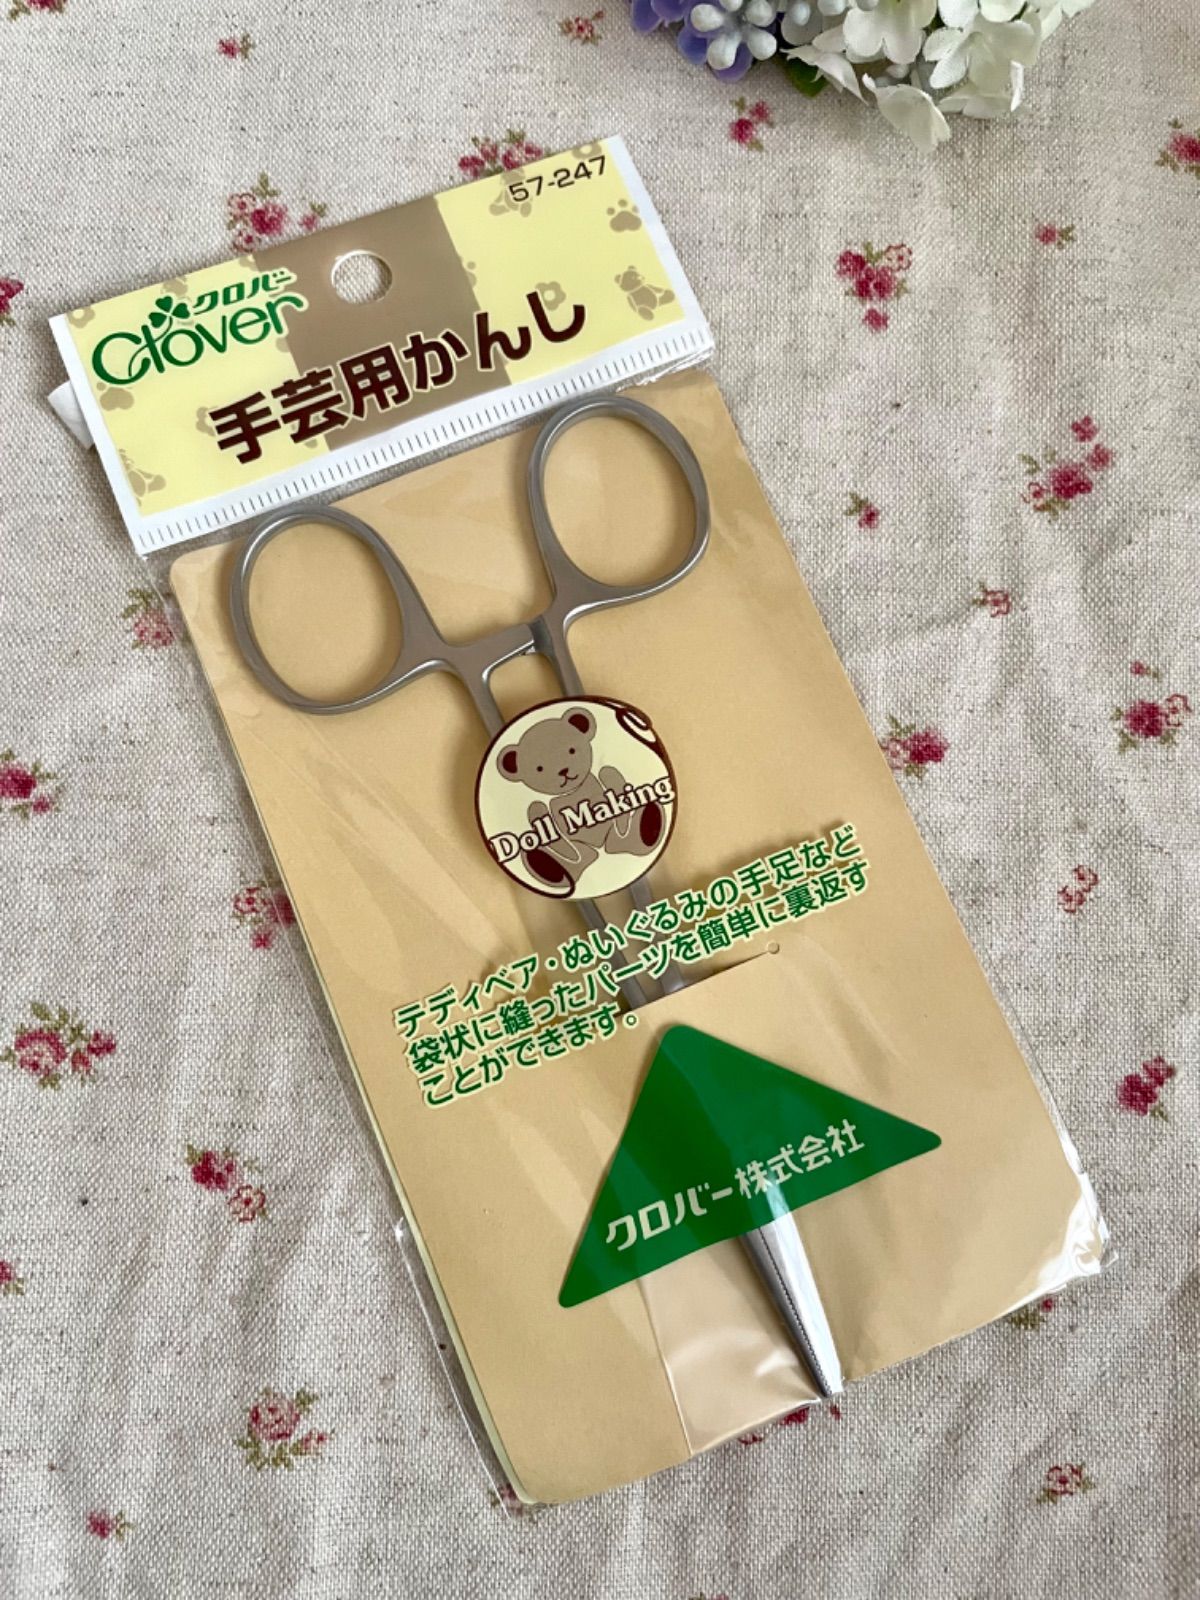 57-247
クロバー
Clover
手芸用かんし
Doll Making
テディベア・ぬいぐるみの手足など
袋状に縫ったパーツを簡単に裏返す
ことができます。
クロバー株式会社